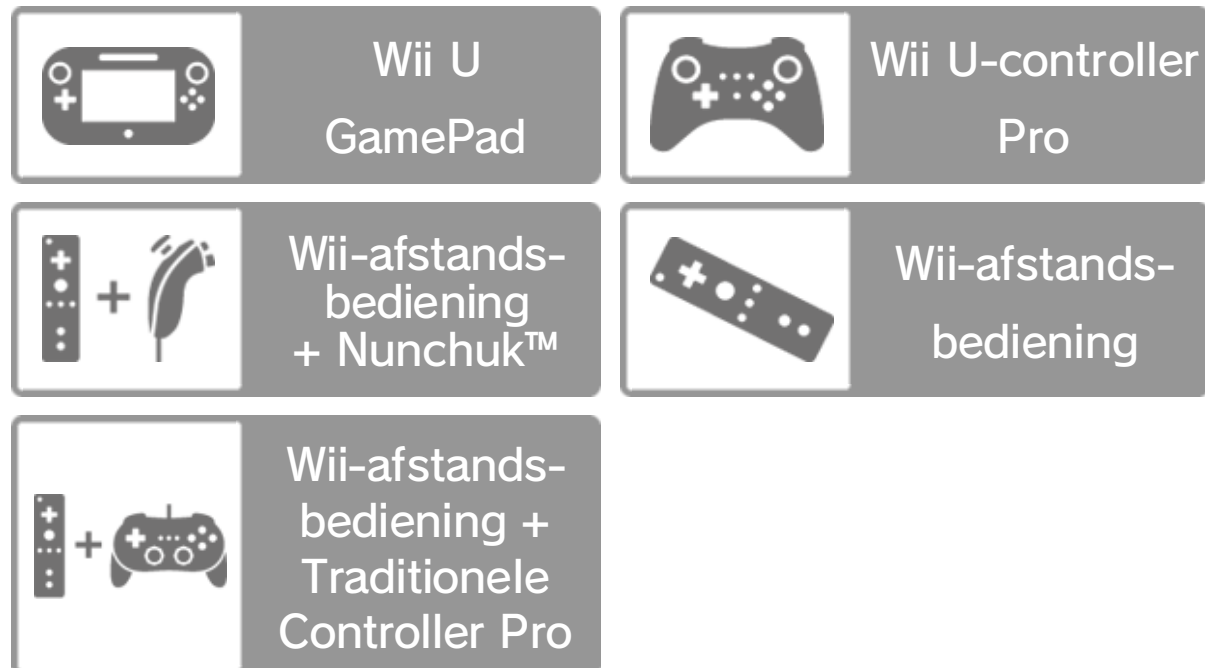 Wii U
GamePad
Wii U-controller
Pro
Wii-afstands-
bediening
+ Nunchuk™
Wii-afstands-
bediening
Wii-afstands-
bediening +
Traditionele
Controller Pro